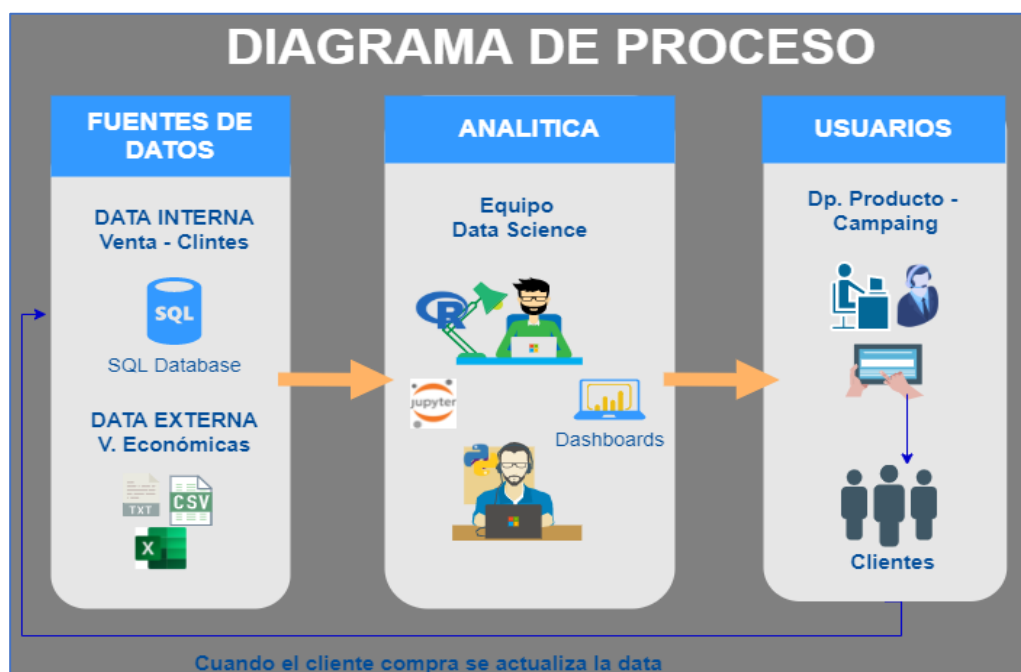 DIAGRAMA DE PROCESO
FUENTES DE
DATOS
DATA INTERNA
Venta - Clintes
SQL
SQL Database
DATA EXTERNA
V. Económicas
TXT
CSV
X
ANALITICA
Equipo
Data Science
R
jupyter
Dashboards
USUARIOS
Dp. Producto -
Campaing
Clientes
Cuando el cliente compra se actualiza la data